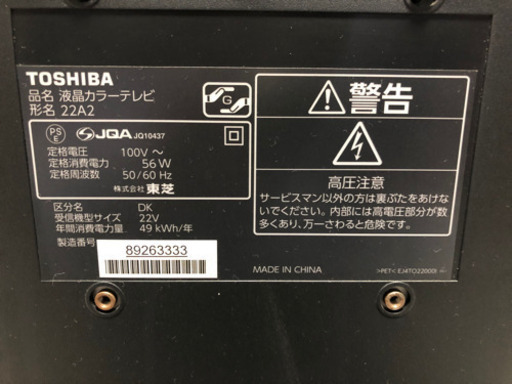 TOSHIBA
品名 液晶カラーテレビ
形名 22A2
G
PS
E
JQA JQ10437
定格電圧 100V ～
定格消費電力 56W
定格周波数 50/60 Hz
株式会社 東芝
区分名 DK
受信機型サイズ 22V
年間消費電力量 49 kWh/年
製造番号
89263333
警告
高圧注意
サービスマン以外の方は裏ぶたをあけな
いでください。内部には高電圧部分が数
多くあり、万一さわると危険です。
MADE IN CHINA
>PET<